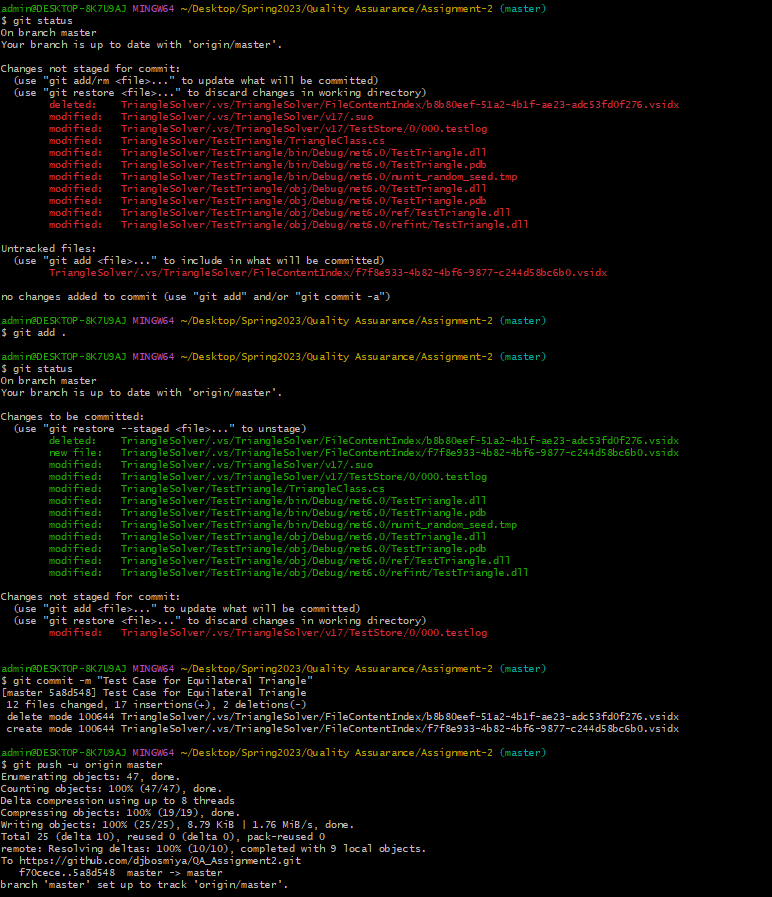 admin@DESKTOP-8K7U9AJ MINGW64 ~/Desktop/Spring2023/Quality Assuarance/Assignment-2 (master)
$ git status
On branch master
Your branch is up to date with 'origin/master'.

Changes not staged for commit:
  (use "git add/rm <file>..." to update what will be committed)
  (use "git restore <file>..." to discard changes in working directory)
        deleted:    TriangleSolver/.vs/TriangleSolver/FileContentIndex/b8b80eef-51a2-4b1f-ae23-adc53fd0f276.vsidx
        modified:   TriangleSolver/.vs/TriangleSolver/v17/.suo
        modified:   TriangleSolver/.vs/TriangleSolver/v17/TestStore/0/000.testlog
        modified:   TriangleSolver/TestTriangle/TriangleClass.cs
        modified:   TriangleSolver/TestTriangle/bin/Debug/net6.0/TestTriangle.dll
        modified:   TriangleSolver/TestTriangle/bin/Debug/net6.0/TestTriangle.pdb
        modified:   TriangleSolver/TestTriangle/bin/Debug/net6.0/nunit_random_seed.tmp
        modified:   TriangleSolver/TestTriangle/obj/Debug/net6.0/TestTriangle.dll
        modified:   TriangleSolver/TestTriangle/obj/Debug/net6.0/TestTriangle.pdb
        modified:   TriangleSolver/TestTriangle/obj/Debug/net6.0/ref/TestTriangle.dll
        modified:   TriangleSolver/TestTriangle/obj/Debug/net6.0/refint/TestTriangle.dll

Untracked files:
  (use "git add <file>..." to include in what will be committed)
        TriangleSolver/.vs/TriangleSolver/FileContentIndex/f7f8e933-4b82-4bf6-9877-c244d58bc6b0.vsidx

no changes added to commit (use "git add" and/or "git commit -a")

admin@DESKTOP-8K7U9AJ MINGW64 ~/Desktop/Spring2023/Quality Assuarance/Assignment-2 (master)
$ git add .

admin@DESKTOP-8K7U9AJ MINGW64 ~/Desktop/Spring2023/Quality Assuarance/Assignment-2 (master)
$ git status
On branch master
Your branch is up to date with 'origin/master'.

Changes to be committed:
  (use "git restore --staged <file>..." to unstage)
        deleted:    TriangleSolver/.vs/TriangleSolver/FileContentIndex/b8b80eef-51a2-4b1f-ae23-adc53fd0f276.vsidx
        new file:   TriangleSolver/.vs/TriangleSolver/FileContentIndex/f7f8e933-4b82-4bf6-9877-c244d58bc6b0.vsidx
        modified:   TriangleSolver/.vs/TriangleSolver/v17/.suo
        modified:   TriangleSolver/.vs/TriangleSolver/v17/TestStore/0/000.testlog
        modified:   TriangleSolver/TestTriangle/TriangleClass.cs
        modified:   TriangleSolver/TestTriangle/bin/Debug/net6.0/TestTriangle.dll
        modified:   TriangleSolver/TestTriangle/bin/Debug/net6.0/TestTriangle.pdb
        modified:   TriangleSolver/TestTriangle/bin/Debug/net6.0/nunit_random_seed.tmp
        modified:   TriangleSolver/TestTriangle/obj/Debug/net6.0/TestTriangle.dll
        modified:   TriangleSolver/TestTriangle/obj/Debug/net6.0/TestTriangle.pdb
        modified:   TriangleSolver/TestTriangle/obj/Debug/net6.0/ref/TestTriangle.dll
        modified:   TriangleSolver/TestTriangle/obj/Debug/net6.0/refint/TestTriangle.dll

Changes not staged for commit:
  (use "git add <file>..." to update what will be committed)
  (use "git restore <file>..." to discard changes in working directory)
        modified:   TriangleSolver/.vs/TriangleSolver/v17/TestStore/0/000.testlog


admin@DESKTOP-8K7U9AJ MINGW64 ~/Desktop/Spring2023/Quality Assuarance/Assignment-2 (master)
$ git commit -m "Test Case for Equilateral Triangle"
[master 5a8d548] Test Case for Equilateral Triangle
 12 files changed, 17 insertions(+), 2 deletions(-)
 delete mode 100644 TriangleSolver/.vs/TriangleSolver/FileContentIndex/b8b80eef-51a2-4b1f-ae23-adc53fd0f276.vsidx
 create mode 100644 TriangleSolver/.vs/TriangleSolver/FileContentIndex/f7f8e933-4b82-4bf6-9877-c244d58bc6b0.vsidx

admin@DESKTOP-8K7U9AJ MINGW64 ~/Desktop/Spring2023/Quality Assuarance/Assignment-2 (master)
$ git push -u origin master
Enumerating objects: 47, done.
Counting objects: 100% (47/47), done.
Delta compression using up to 8 threads
Compressing objects: 100% (19/19), done.
Writing objects: 100% (25/25), 8.79 KiB | 1.76 MiB/s, done.
Total 25 (delta 10), reused 0 (delta 0), pack-reused 0
remote: Resolving deltas: 100% (10/10), completed with 9 local objects.
To https://github.com/djbosmiya/QA_Assignment2.git
   f70cece..5a8d548  master -> master
branch 'master' set up to track 'origin/master'.